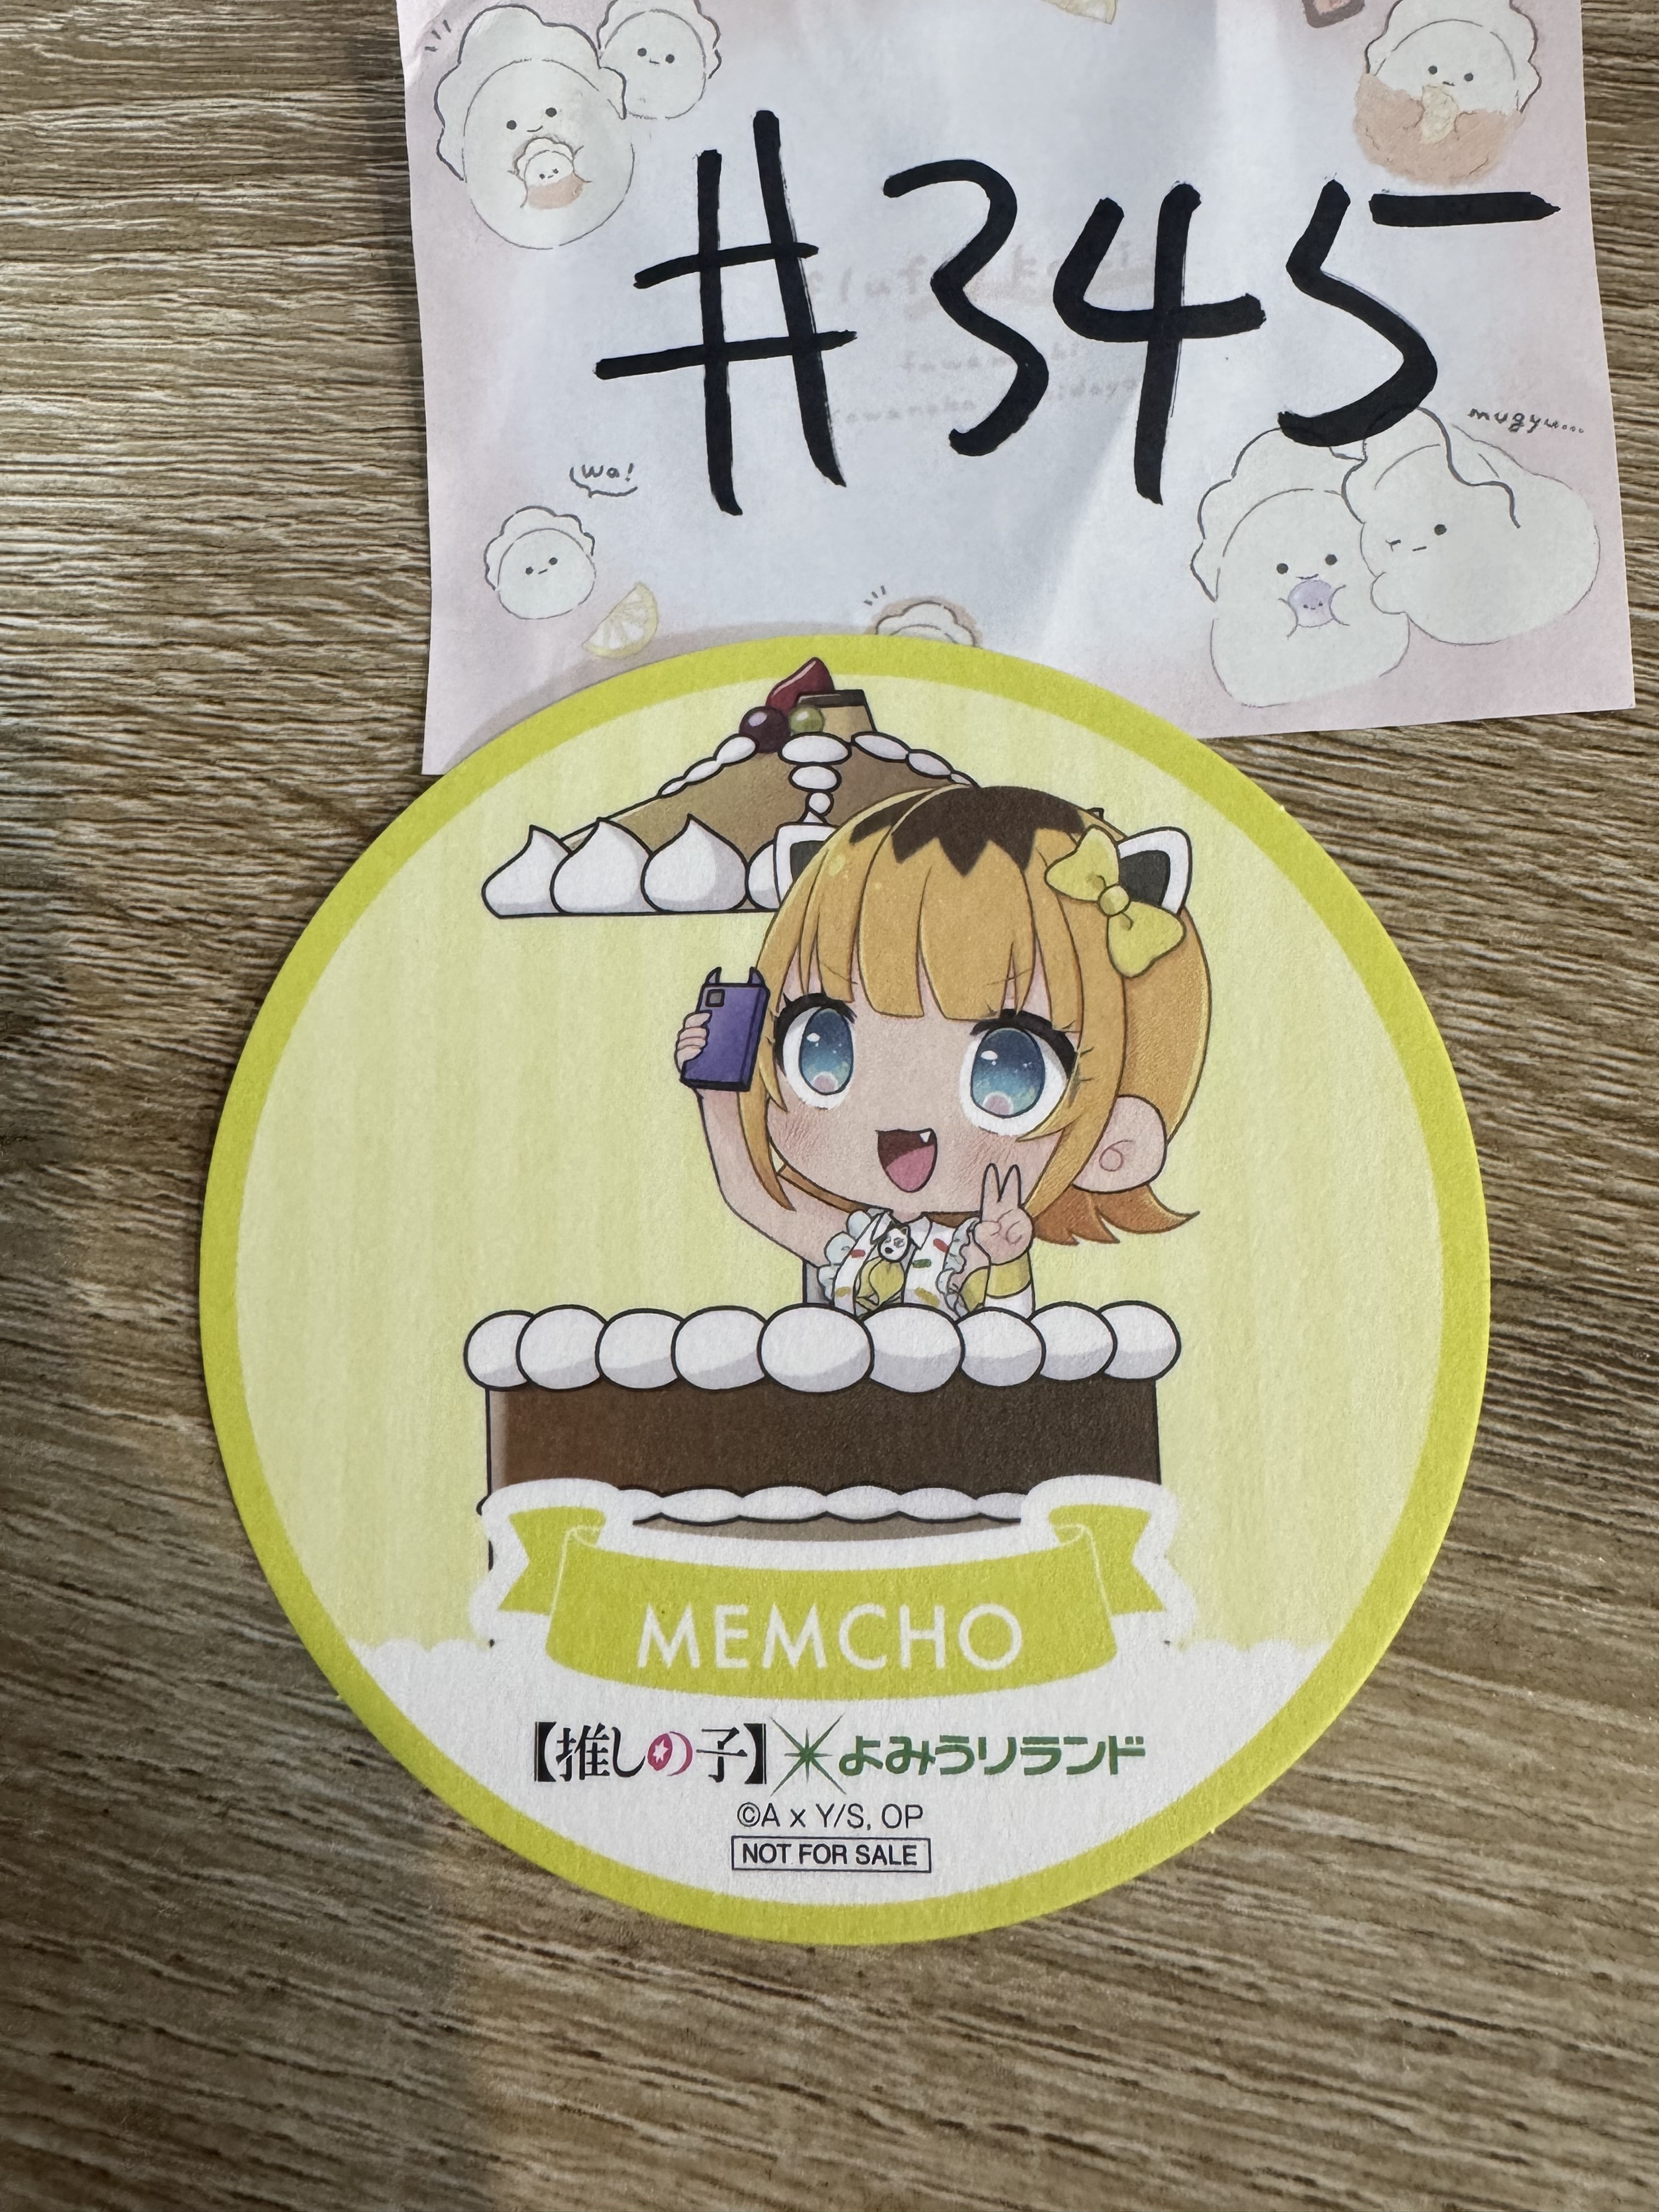 #345
wa!
mugyu...
MEMCHO
【推しの子】×よみうりランド
©A x Y/S, OP
NOT FOR SALE